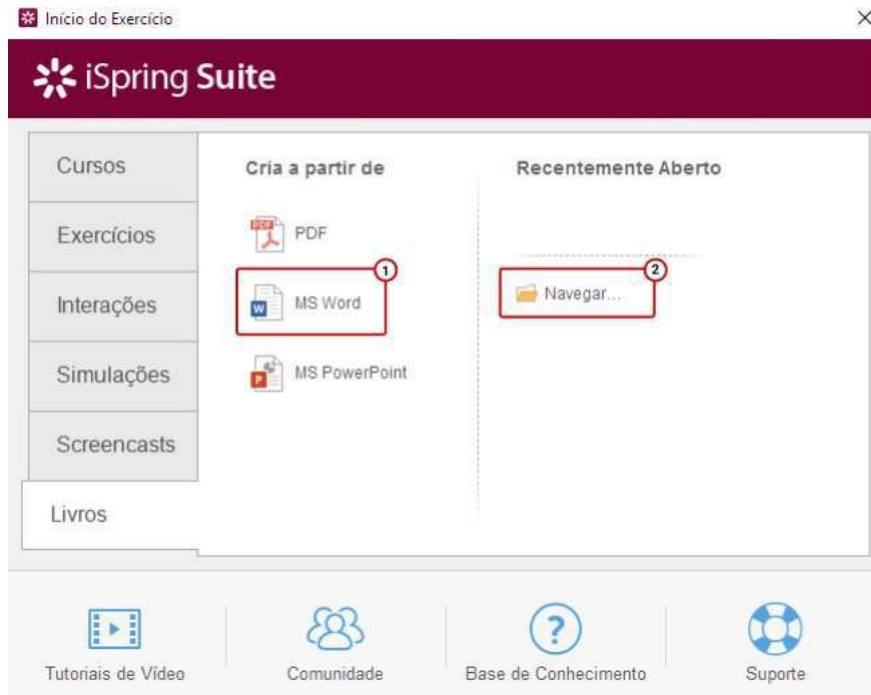 Início do Exercício
iSpring Suite
Cursos
Exercícios
Interações
Simulações
Screencasts
Livros
Cria a partir de
PDF
PDF
1
W
MS Word
P
MS PowerPoint
Recentemente Aberto
2
Navegar...
Tutoriais de Vídeo
Comunidade
?
Base de Conhecimento
Suporte